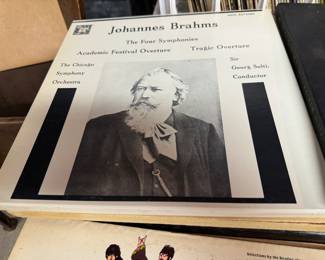 Johannes Brahms
The Four Symphonies
Academic Festival Overture Tragic Overture
The Chicago
Symphony
Orchestra
Sir
Georg Solti,
Conductor